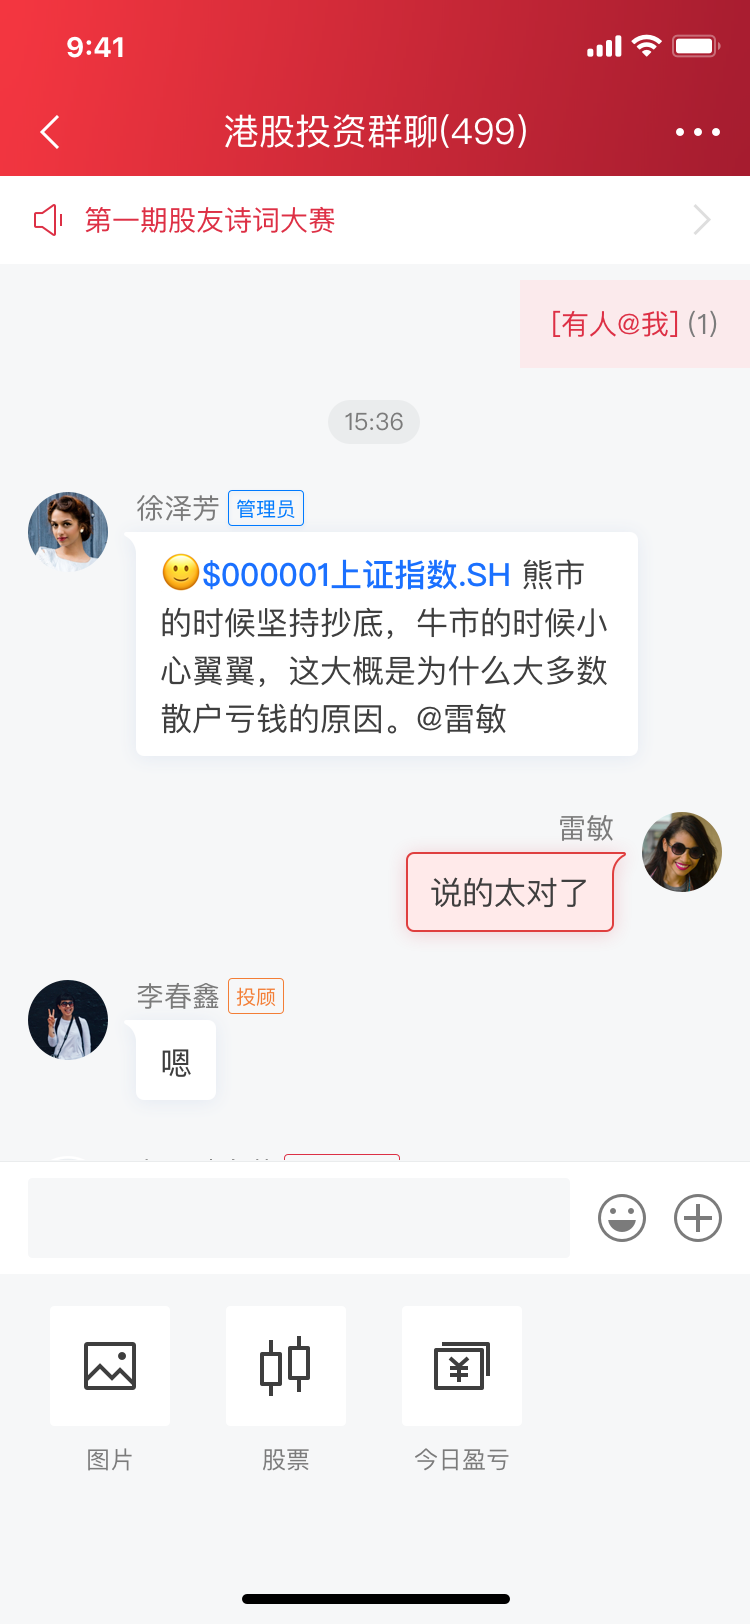 9:41
港股投资群聊(499)
第一期股友诗词大赛
[有人@我] (1)
15:36
徐泽芳 管理员
🙂$000001上证指数.SH 熊市
的时候坚持抄底，牛市的时候小
心翼翼，这大概是为什么大多数
散户亏钱的原因。@雷敏
雷敏
说的太对了
李春鑫 投顾
嗯
图片
股票
今日盈亏